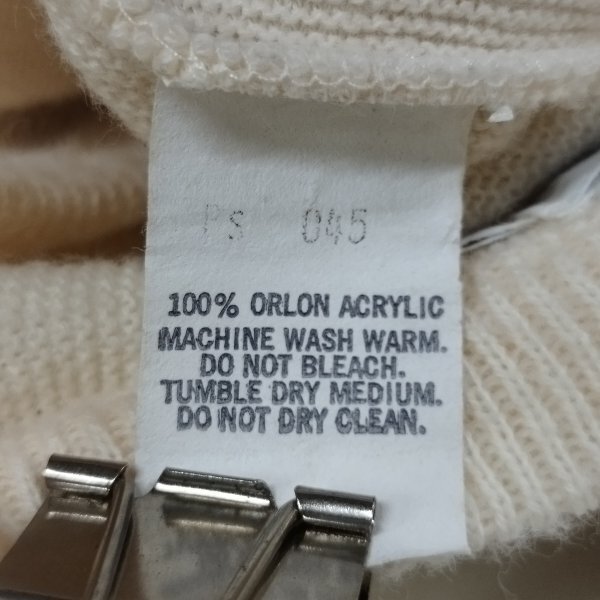 PS 045
100% ORLON ACRYLIC
MACHINE WASH WARM.
DO NOT BLEACH.
TUMBLE DRY MEDIUM.
DO NOT DRY CLEAN.